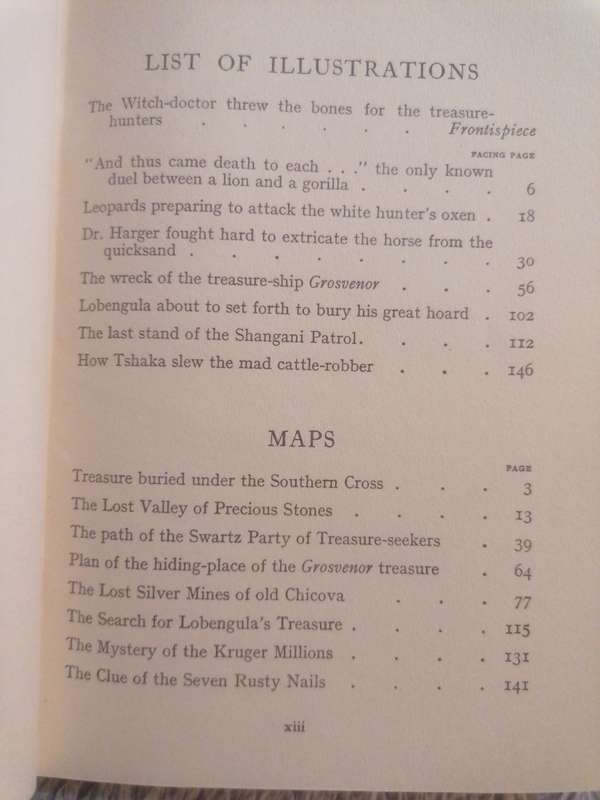 LIST OF ILLUSTRATIONS
The Witch-doctor threw the bones for the treasure-
hunters . . . . . . Frontispiece
FACING PAGE
"And thus came death to each . . ." the only known
duel between a lion and a gorilla . . . . 6
Leopards preparing to attack the white hunter's oxen . 18
Dr. Harger fought hard to extricate the horse from the
quicksand . . . . . . . . 30
The wreck of the treasure-ship Grosvenor . . . 56
Lobengula about to set forth to bury his great hoard . 102
The last stand of the Shangani Patrol. . . . 112
How Tshaka slew the mad cattle-robber . . . 146
MAPS
PAGE
Treasure buried under the Southern Cross . . . 3
The Lost Valley of Precious Stones . . . . 13
The path of the Swartz Party of Treasure-seekers . 39
Plan of the hiding-place of the Grosvenor treasure . 64
The Lost Silver Mines of old Chicova . . . 77
The Search for Lobengula's Treasure . . . . 115
The Mystery of the Kruger Millions . . . . 131
The Clue of the Seven Rusty Nails . . . . 141
xiii